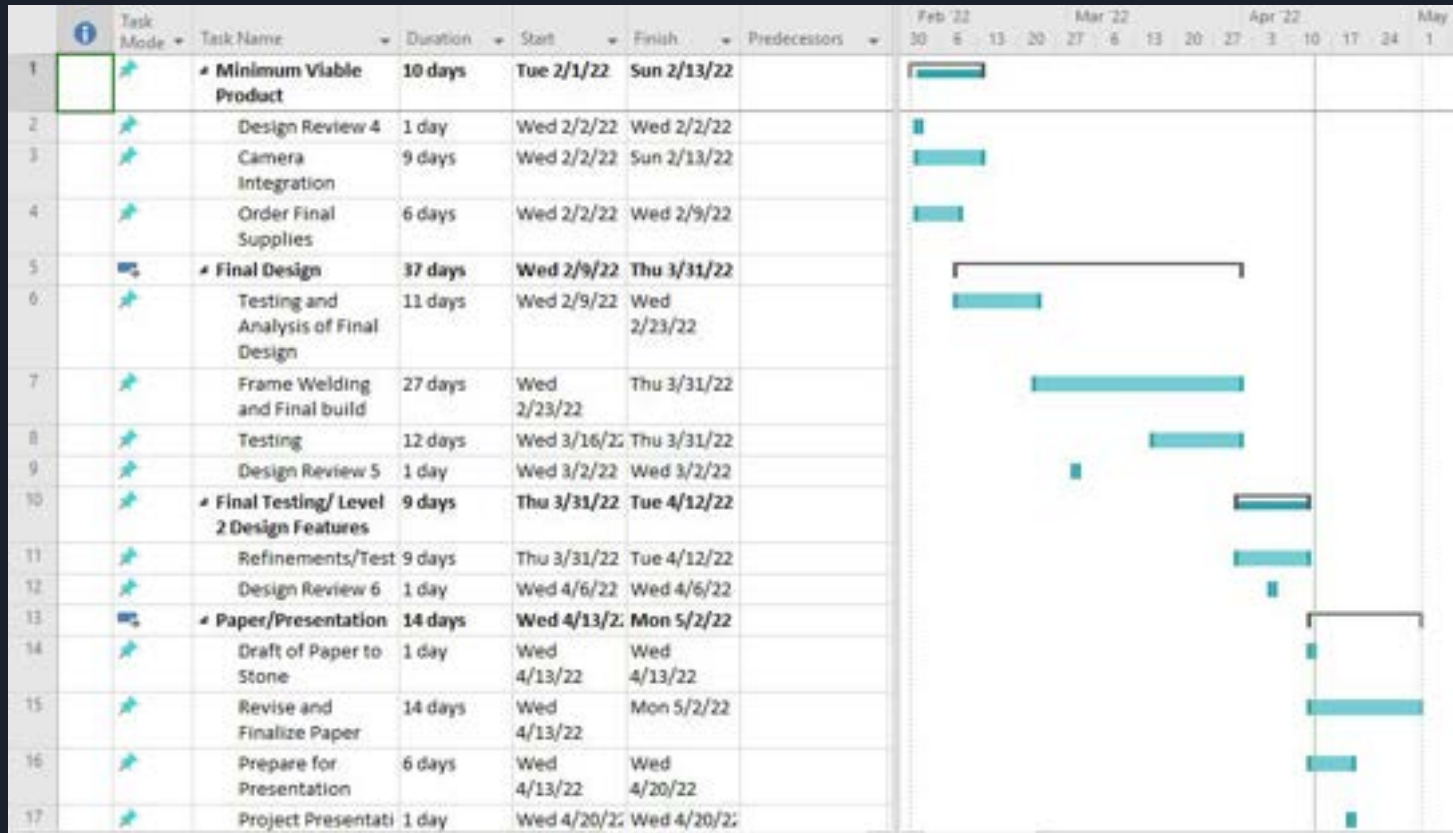 Task Feb '22 Mar '22 Apr '22 May
Mode Task Name Duration Start Finish Predecessors 30 6 13 20 27 6 13 20 27 3 10 17 24 1
1 Minimum Viable 10 days Tue 2/1/22 Sun 2/13/22
Product
2 Design Review 4 1 day Wed 2/2/22 Wed 2/2/22
3 Camera 9 days Wed 2/2/22 Sun 2/13/22
Integration
4 Order Final 6 days Wed 2/2/22 Wed 2/9/22
Supplies
5 Final Design 37 days Wed 2/9/22 Thu 3/31/22
6 Testing and 11 days Wed 2/9/22 Wed
Analysis of Final 2/23/22
Design
7 Frame Welding 27 days Wed Thu 3/31/22
and Final build 2/23/22
8 Testing 12 days Wed 3/16/22 Thu 3/31/22
9 Design Review 5 1 day Wed 3/2/22 Wed 3/2/22
10 Final Testing/ Level 9 days Thu 3/31/22 Tue 4/12/22
2 Design Features
11 Refinements/Test 9 days Thu 3/31/22 Tue 4/12/22
12 Design Review 6 1 day Wed 4/6/22 Wed 4/6/22
13 Paper/Presentation 14 days Wed 4/13/2 Mon 5/2/22
14 Draft of Paper to 1 day Wed Wed
Stone 4/13/22 4/13/22
15 Revise and 14 days Wed Mon 5/2/22
Finalize Paper 4/13/22
16 Prepare for 6 days Wed Wed
Presentation 4/13/22 4/20/22
17 Project Presentati 1 day Wed 4/20/22 Wed 4/20/22